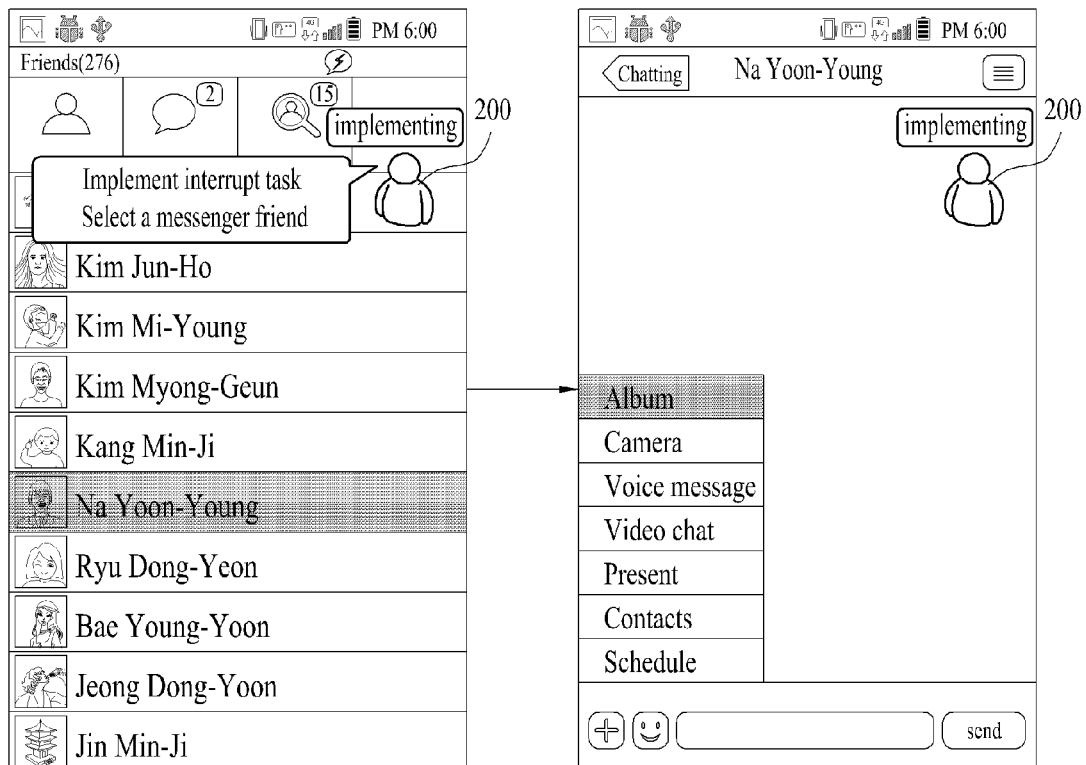 4G
PM 6:00
Friends(276)
2
15
implementing
200
Implement interrupt task
Select a messenger friend
Kim Jun-Ho
Kim Mi-Young
Kim Myong-Geun
Kang Min-Ji
Na Yoon-Young
Ryu Dong-Yeon
Bae Young-Yoon
Jeong Dong-Yoon
Jin Min-Ji
4G
PM 6:00
Chatting
Na Yoon-Young
implementing
200
Album
Camera
Voice message
Video chat
Present
Contacts
Schedule
send